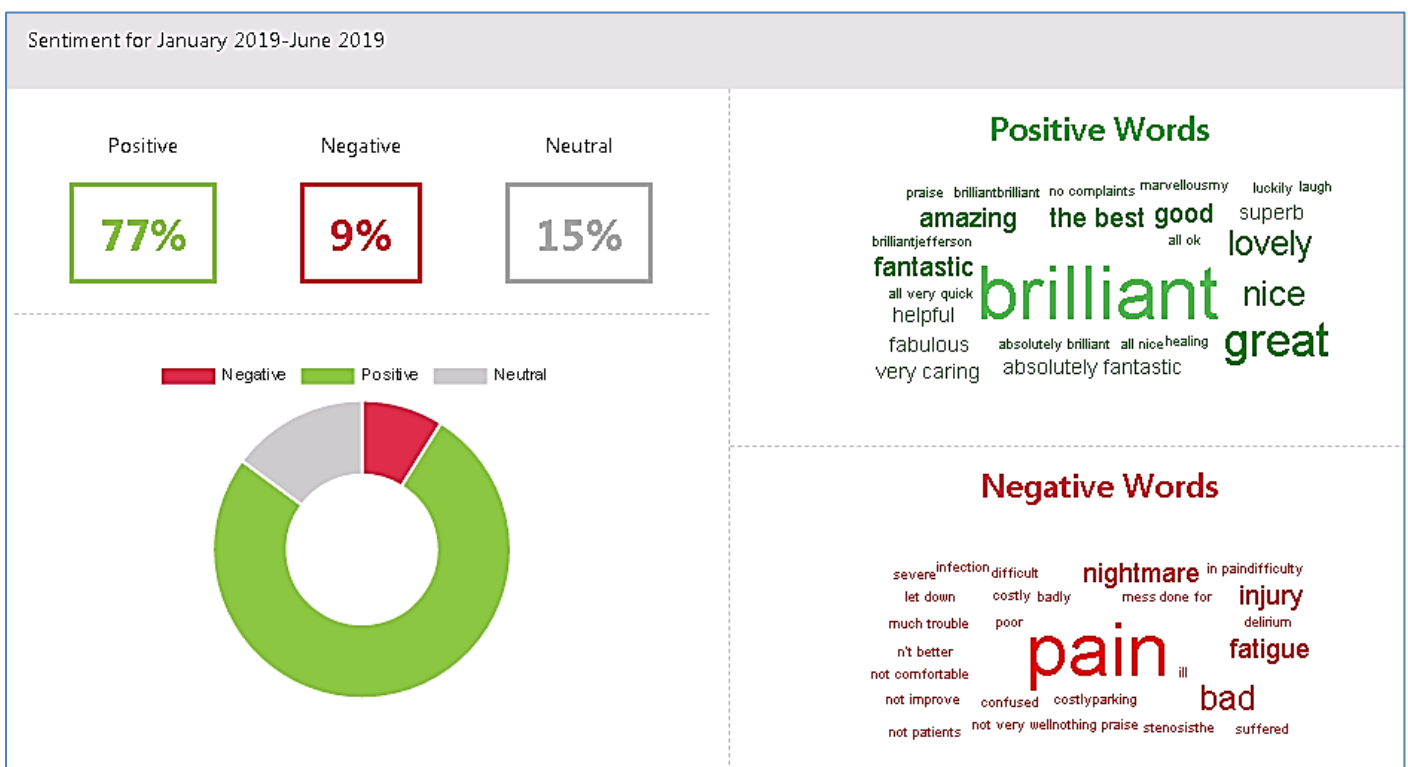 Sentiment for January 2019-June 2019
Positive Negative Neutral
77% 9% 15%
Negative Positive Neutral
Positive Words
praise brilliantbrilliant no complaints marvellousmy luckily laugh
amazing the best good superb
brilliantjefferson all ok lovely
fantastic
brilliant nice
all very quick
helpful
great
fabulous absolutely brilliant all nice healing
very caring absolutely fantastic
Negative Words
severe infection difficult nightmare in paindifficulty
let down costly badly mess done for injury
much trouble poor delirium
n't better pain fatigue
not comfortable ill
not improve confused costlyparking bad
not patients not very wellnothing praise stenosisthe suffered